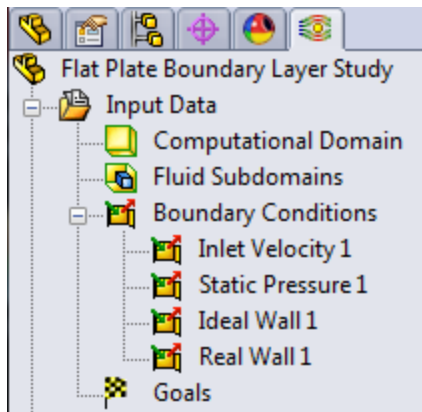 Flat Plate Boundary Layer Study
Input Data
Computational Domain
Fluid Subdomains
Boundary Conditions
Inlet Velocity 1
Static Pressure 1
Ideal Wall 1
Real Wall 1
Goals